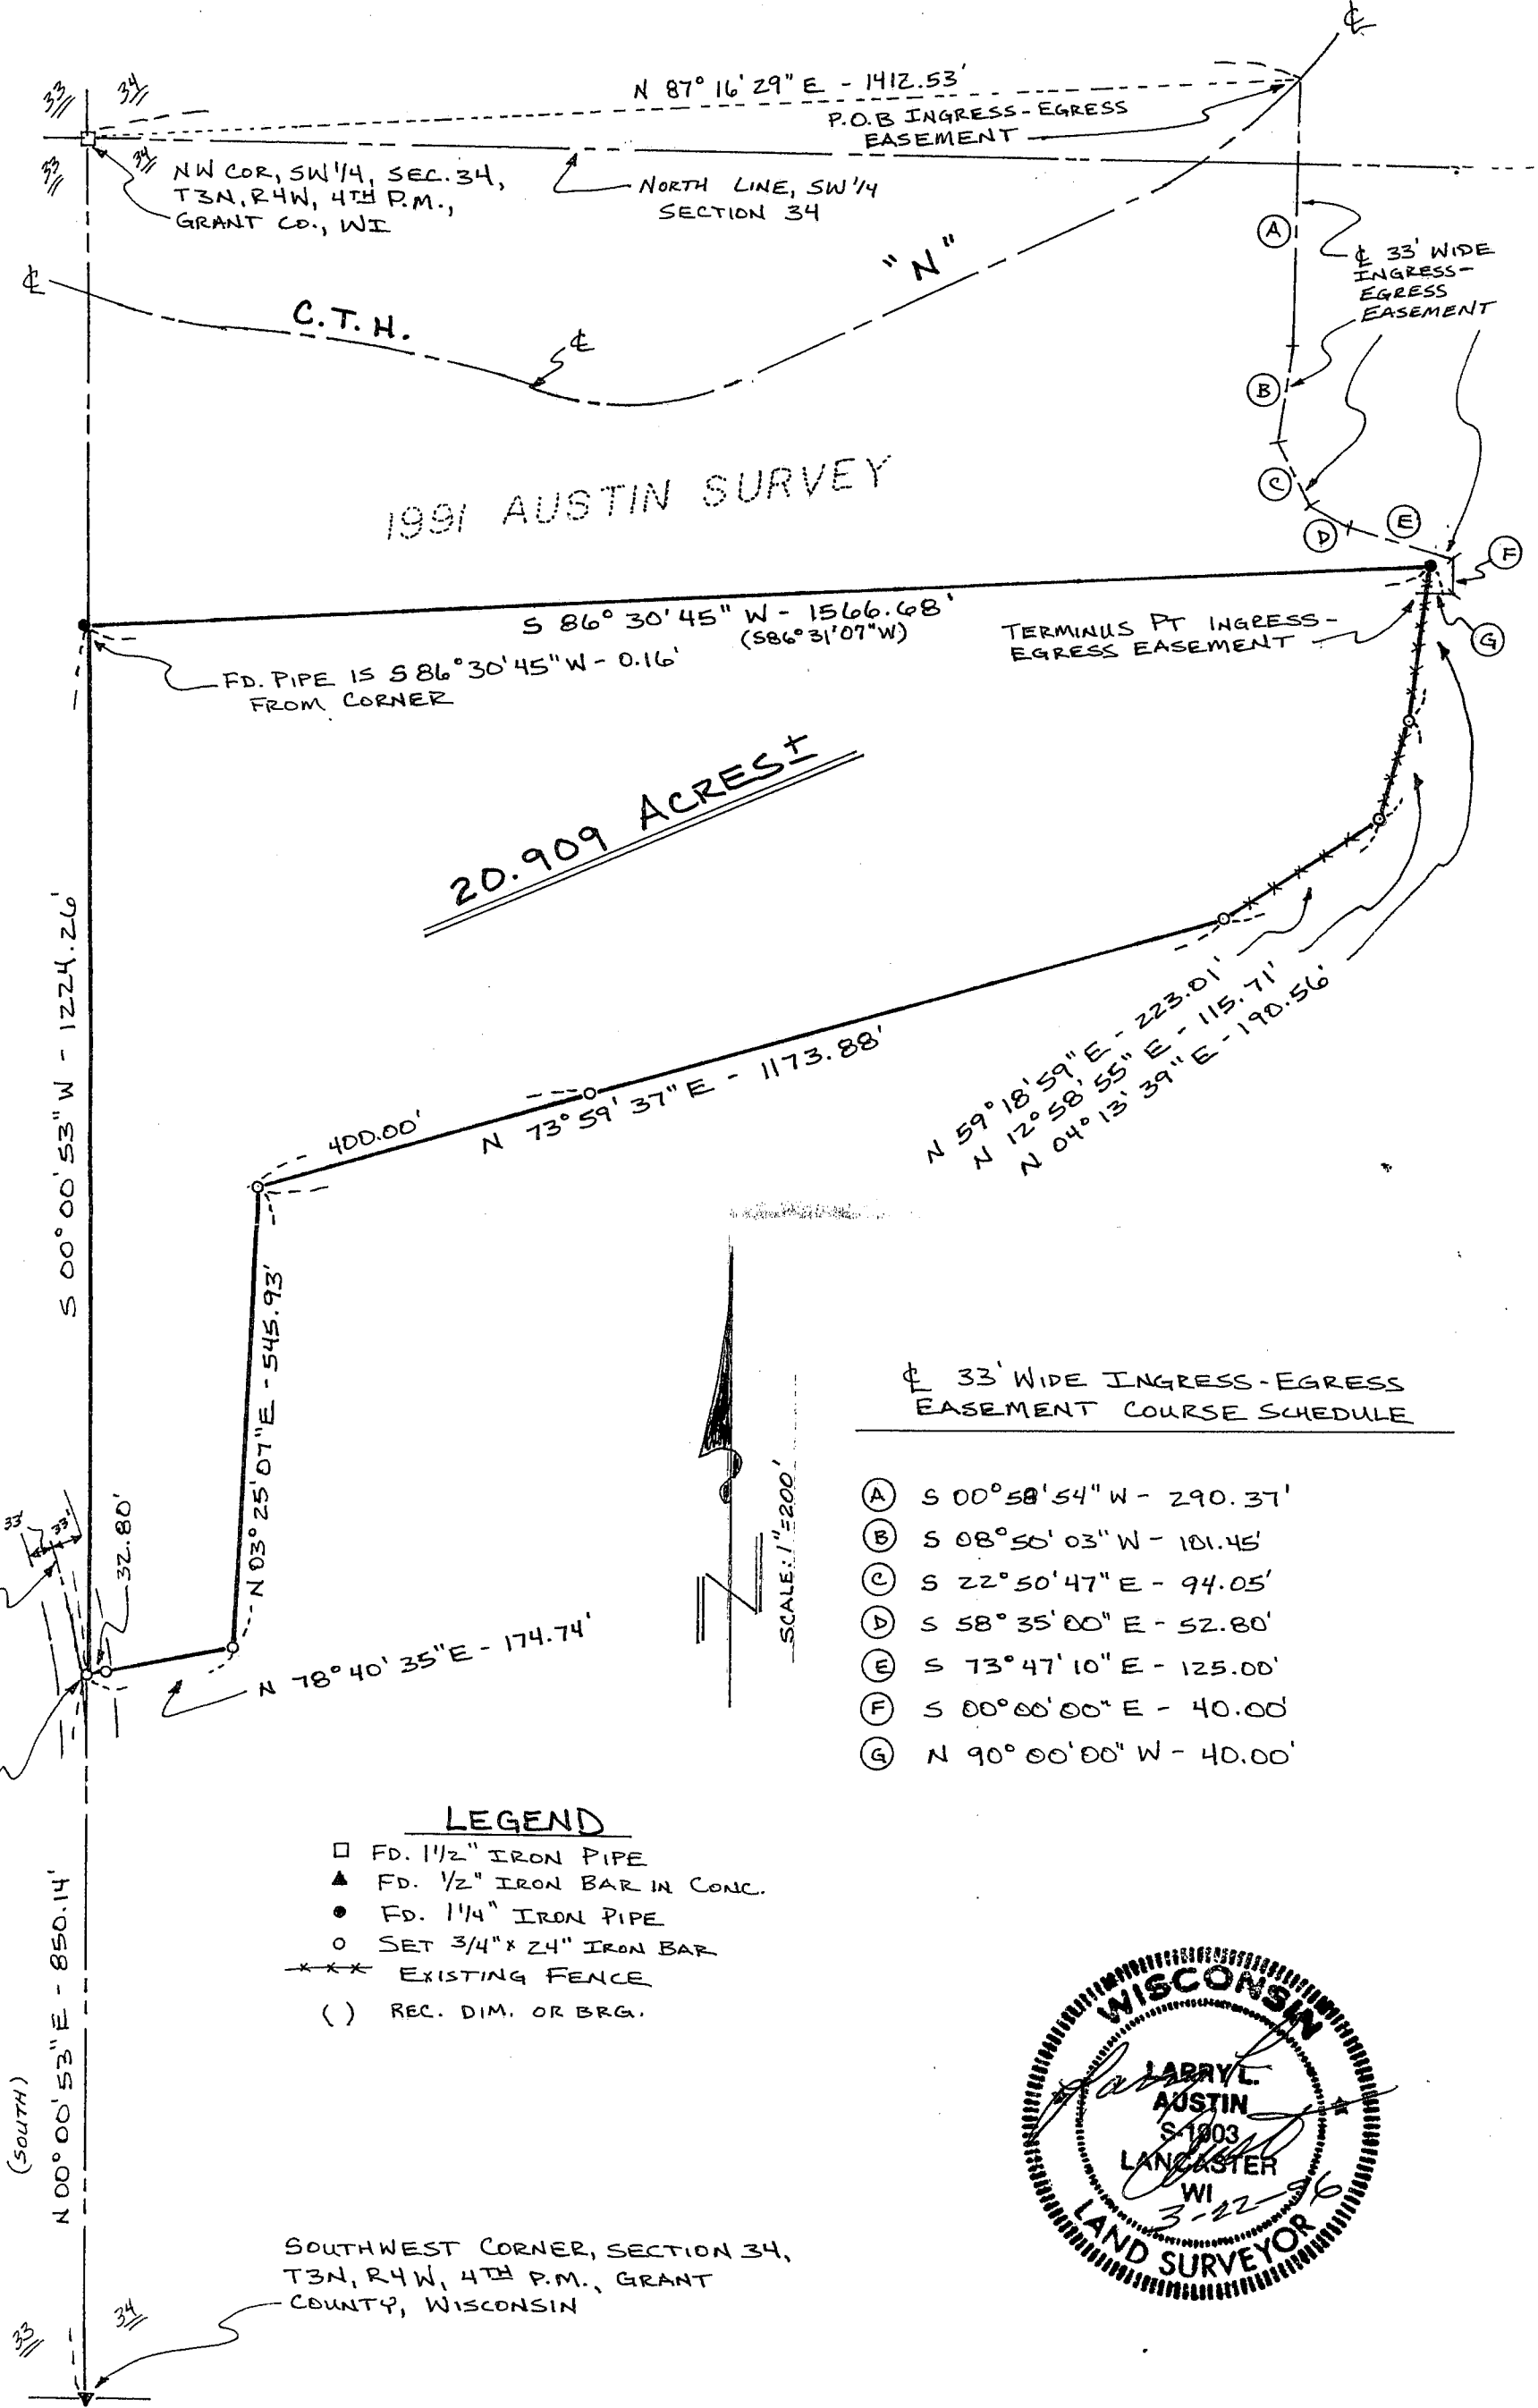 ℄
N 87° 16' 29" E - 1412.53'
33
34
33
34
P.O.B INGRESS-EGRESS
EASEMENT
NW COR, SW 1/4, SEC. 34,
T3N, R4W, 4TH P.M.,
GRANT CO., WI
NORTH LINE, SW 1/4
SECTION 34
A
℄ 33' WIDE
INGRESS-
EGRESS
EASEMENT
℄
C.T.H.
"N"
℄
B
1991 AUSTIN SURVEY
C
D
E
F
S 86° 30' 45" W - 1566.68'
(S86°31'07"W)
TERMINUS PT INGRESS-
EGRESS EASEMENT
G
FD. PIPE IS S 86°30'45" W - 0.16'
FROM CORNER
20.909 ACRES±
S 00° 00' 53" W - 1224.26'
N 59° 18' 59" E - 223.01'
N 12° 58' 55" E - 115.71'
N 04° 13' 39" E - 190.56'
400.00'
N 73° 59' 37" E - 1173.88'
N 03° 25' 07" E - 545.93'
33'
33'
32.80'
N 78° 40' 35" E - 174.74'
SCALE: 1"=200'
℄ 33' WIDE INGRESS-EGRESS
EASEMENT COURSE SCHEDULE
A S 00° 58' 54" W - 290.37'
B S 08° 50' 03" W - 101.45'
C S 22° 50' 47" E - 94.05'
D S 58° 35' 00" E - 52.80'
E S 73° 47' 10" E - 125.00'
F S 00° 00' 00" E - 40.00'
G N 90° 00' 00" W - 40.00'
LEGEND
□ FD. 1 1/2" IRON PIPE
▲ FD. 1/2" IRON BAR IN CONC.
● FD. 1 1/4" IRON PIPE
○ SET 3/4" x 24" IRON BAR
EXISTING FENCE
( ) REC. DIM. OR BRG.
(SOUTH)
N 00° 00' 53" E - 850.14'
SOUTHWEST CORNER, SECTION 34,
T3N, R4W, 4TH P.M., GRANT
COUNTY, WISCONSIN
33
34
WISCONSIN
LARRY L.
AUSTIN
S-1003
LANCASTER
WI
3-22-96
LAND SURVEYOR